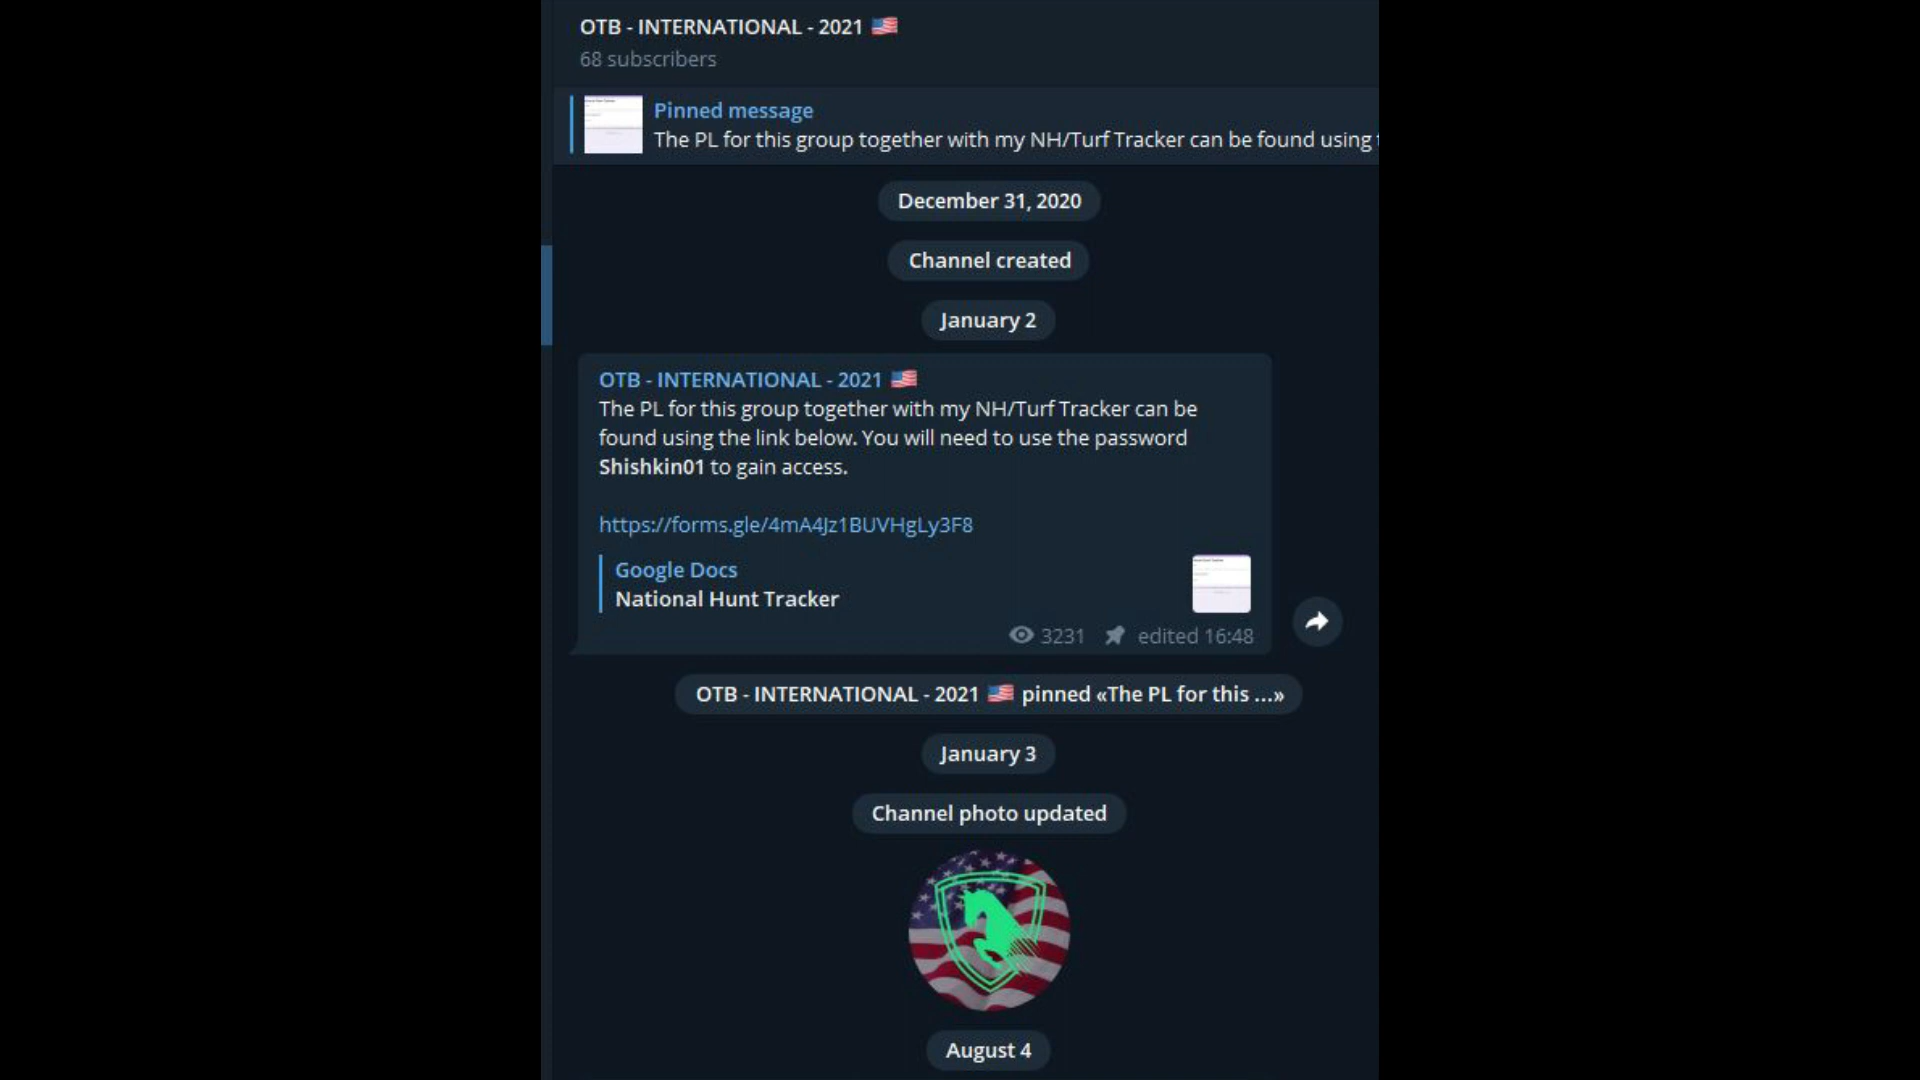 OTB - INTERNATIONAL - 2021 🇺🇸
68 subscribers
Pinned message
The PL for this group together with my NH/Turf Tracker can be found using
December 31, 2020
Channel created
January 2
OTB - INTERNATIONAL - 2021 🇺🇸
The PL for this group together with my NH/Turf Tracker can be
found using the link below. You will need to use the password
Shishkin01 to gain access.
https://forms.gle/4mA4Jz1BUVHgLy3F8
Google Docs
National Hunt Tracker
3231 edited 16:48
OTB - INTERNATIONAL - 2021 🇺🇸 pinned «The PL for this ...»
January 3
Channel photo updated
August 4